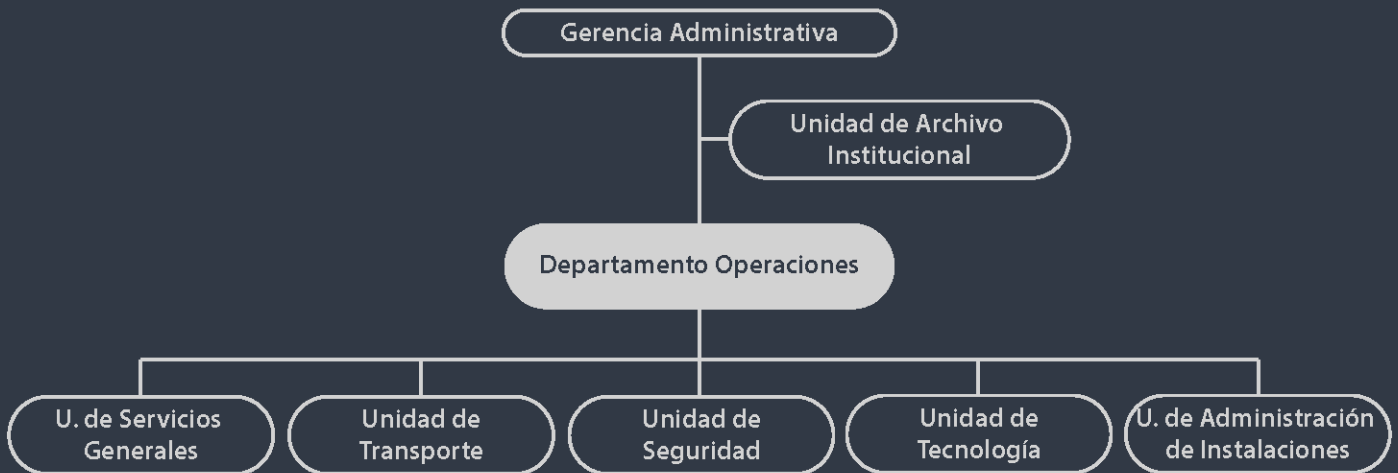 Gerencia Administrativa
Unidad de Archivo
Institucional
Departamento Operaciones
U. de Servicios
Generales
Unidad de
Transporte
Unidad de
Seguridad
Unidad de
Tecnología
U. de Administración
de Instalaciones